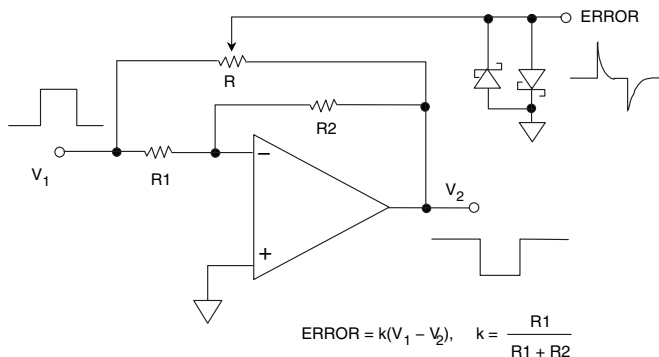 ERROR
R
R2
R1
−
+
V₁
V₂
ERROR = k(V₁ − V₂), k = R1 / R1 + R2